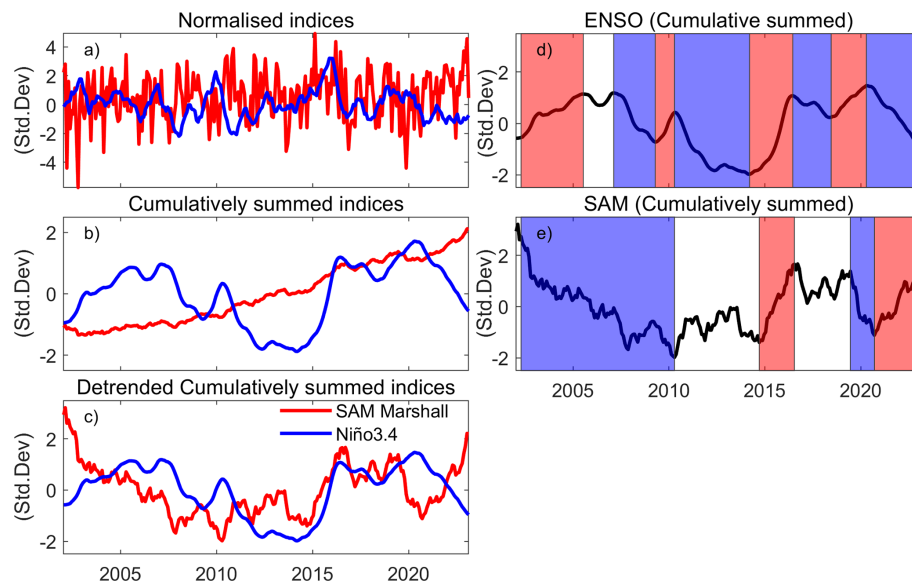 Normalised indices
a)
(Std.Dev)
4
2
0
-2
-4
Cumulatively summed indices
b)
(Std.Dev)
2
0
-2
Detrended Cumulatively summed indices
c)
SAM Marshall
Niño3.4
(Std.Dev)
2
0
-2
2005 2010 2015 2020
ENSO (Cumulative summed)
d)
(Std.Dev)
2
0
-2
SAM (Cumulatively summed)
e)
(Std.Dev)
2
0
-2
2005 2010 2015 2020